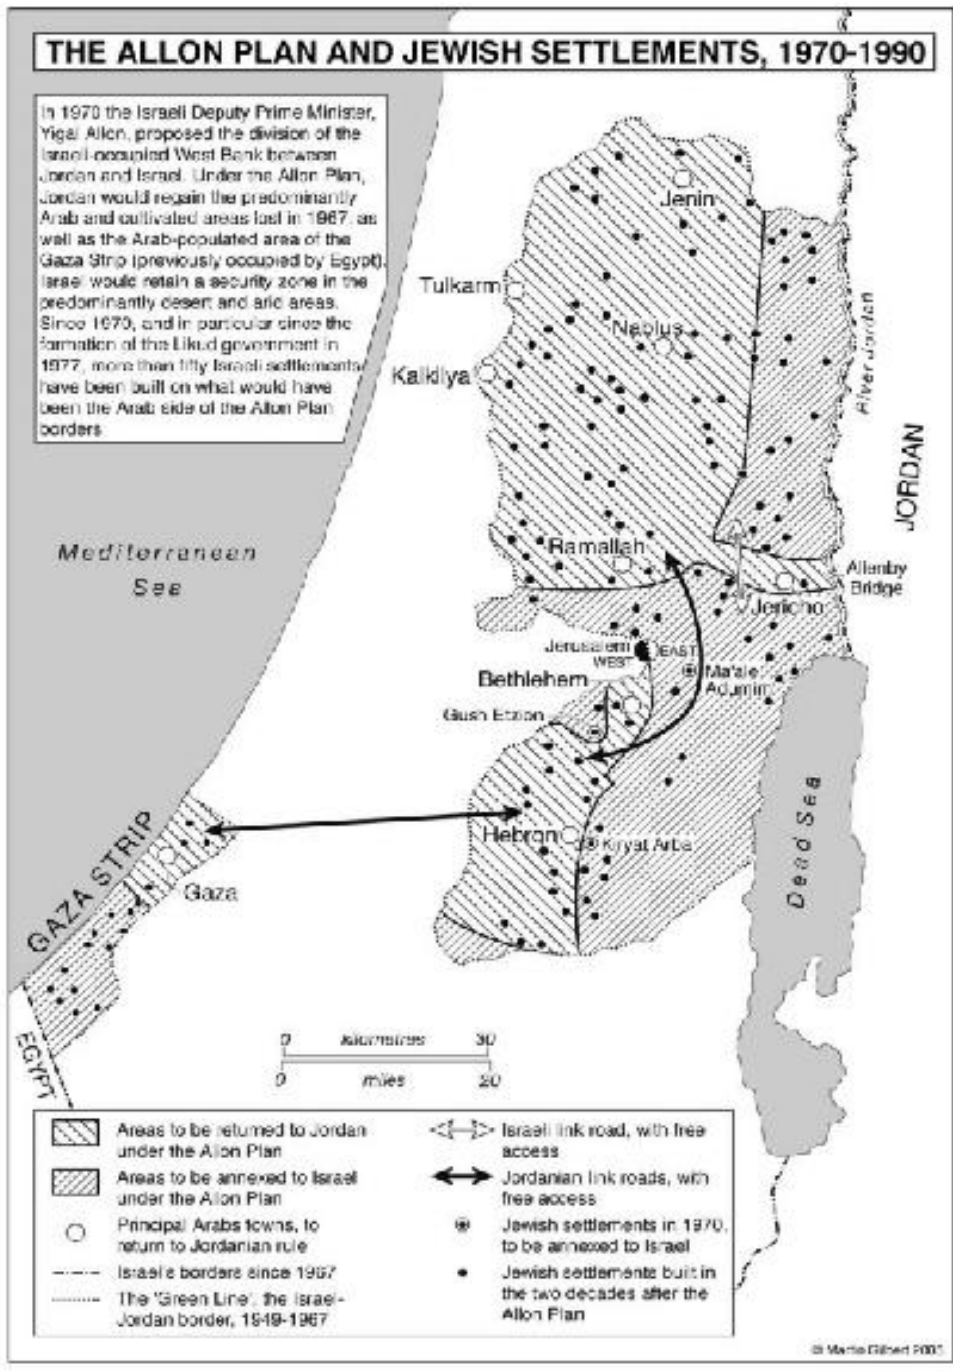 THE ALLON PLAN AND JEWISH SETTLEMENTS, 1970-1990
In 1970 the Israeli Deputy Prime Minister,
Yigal Allon, proposed the division of the
Israeli-occupied West Bank between
Jordan and Israel. Under the Allon Plan,
Jordan would regain the predominantly
Arab and cultivated areas lost in 1967, as
well as the Arab-populated area of the
Gaza Strip (previously occupied by Egypt).
Israel would retain a security zone in the
predominantly desert and arid areas.
Since 1970, and in particular since the
formation of the Likud government in
1977, more than fifty Israeli settlements
have been built on what would have
been the Arab side of the Allon Plan
borders
Jenin
Tulkarm
Nablus
Kalkilya
River Jordan
JORDAN
Mediterranean
Sea
Ramallah
Allenby
Bridge
Jericho
Jerusalem
WEST
EAST
Bethlehem
Ma'ale
Adumim
Gush Etzion
Dead Sea
Hebron
Kiryat Arba
GAZA STRIP
Gaza
EGYPT
0 kilometres 30
0 miles 20
Areas to be returned to Jordan
under the Allon Plan
Areas to be annexed to Israel
under the Allon Plan
Principal Arabs towns, to
return to Jordanian rule
Israel's borders since 1967
The 'Green Line', the Israel-
Jordan border, 1949-1967
Israeli link road, with free
access
Jordanian link roads, with
free access
Jewish settlements in 1970,
to be annexed to Israel
Jewish settlements built in
the two decades after the
Allon Plan
© Martin Gilbert 2005